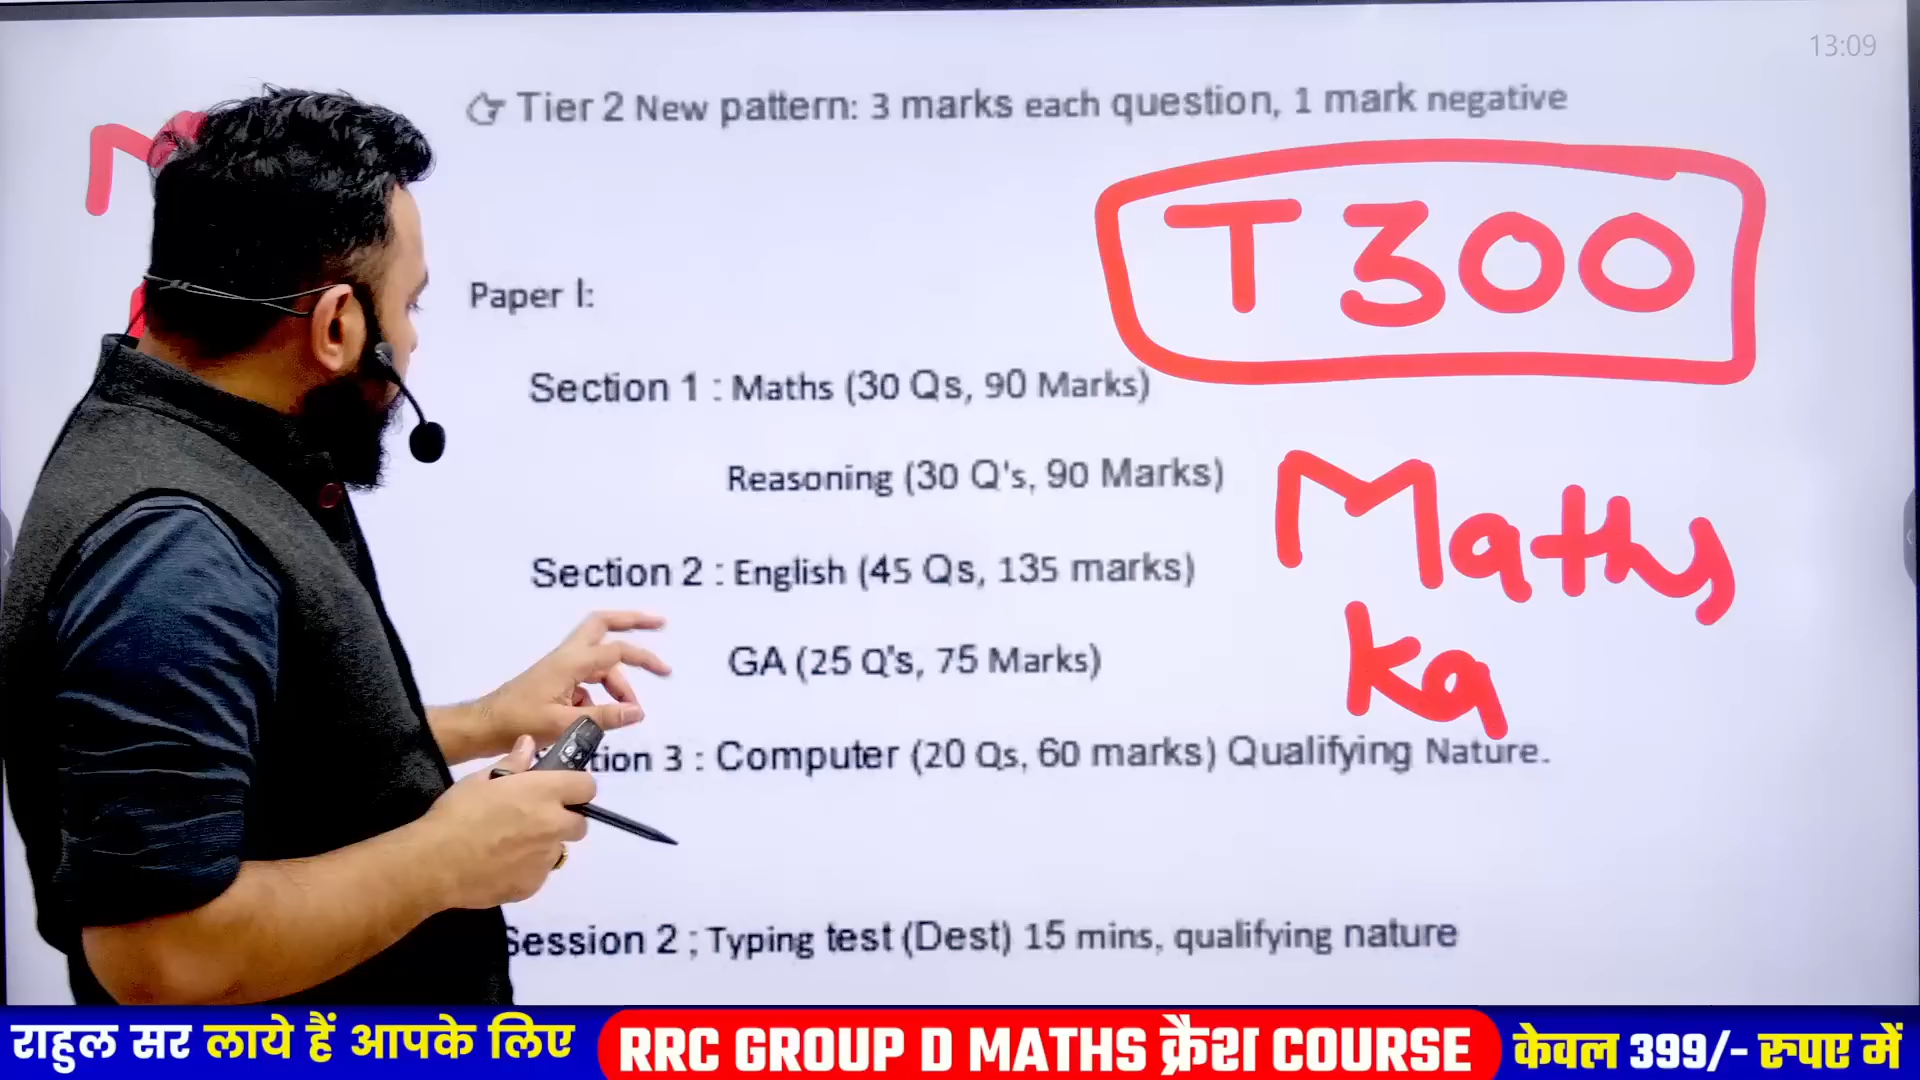 13:09
Tier 2 New pattern: 3 marks each question, 1 mark negative
T 300
Paper I:
Section 1 : Maths (30 Qs, 90 Marks)
Reasoning (30 Q's, 90 Marks)
Maths
Ka
Section 2 : English (45 Qs, 135 marks)
GA (25 Q's, 75 Marks)
tion 3 : Computer (20 Qs, 60 marks) Qualifying Nature.
Session 2 ; Typing test (Dest) 15 mins, qualifying nature
राहुल सर लाये हैं आपके लिए RRC GROUP D MATHS क्रैश COURSE केवल 399/- रुपए में